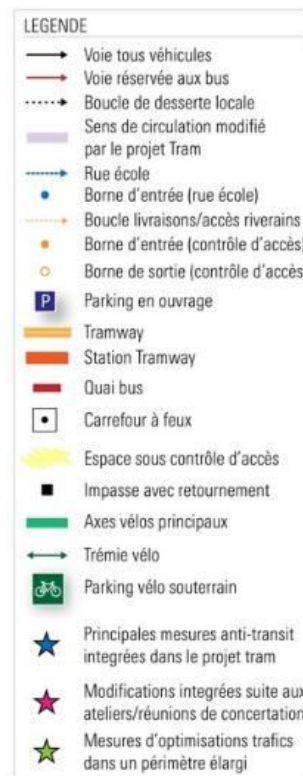 LEGENDE
Voie tous véhicules
Voie réservée aux bus
Boucle de desserte locale
Sens de circulation modifié
par le projet Tram
Rue école
Borne d'entrée (rue école)
Boucle livraisons/accès riverains
Borne d'entrée (contrôle d'accès)
Borne de sortie (contrôle d'accès
P Parking en ouvrage
Tramway
Station Tramway
Quai bus
Carrefour à feux
Espace sous contrôle d'accès
Impasse avec retournement
Axes vélos principaux
Trémie vélo
Parking vélo souterrain
Principales mesures anti-transit
integrées dans le projet tram
Modifications integrées suite aux
ateliers/réunions de concertation
Mesures d'optimisations trafics
dans un périmètre élargi